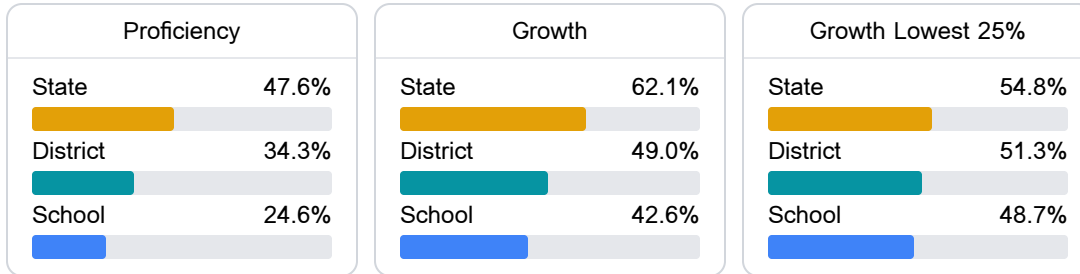 Proficiency
State 47.6%
District 34.3%
School 24.6%
Growth
State 62.1%
District 49.0%
School 42.6%
Growth Lowest 25%
State 54.8%
District 51.3%
School 48.7%